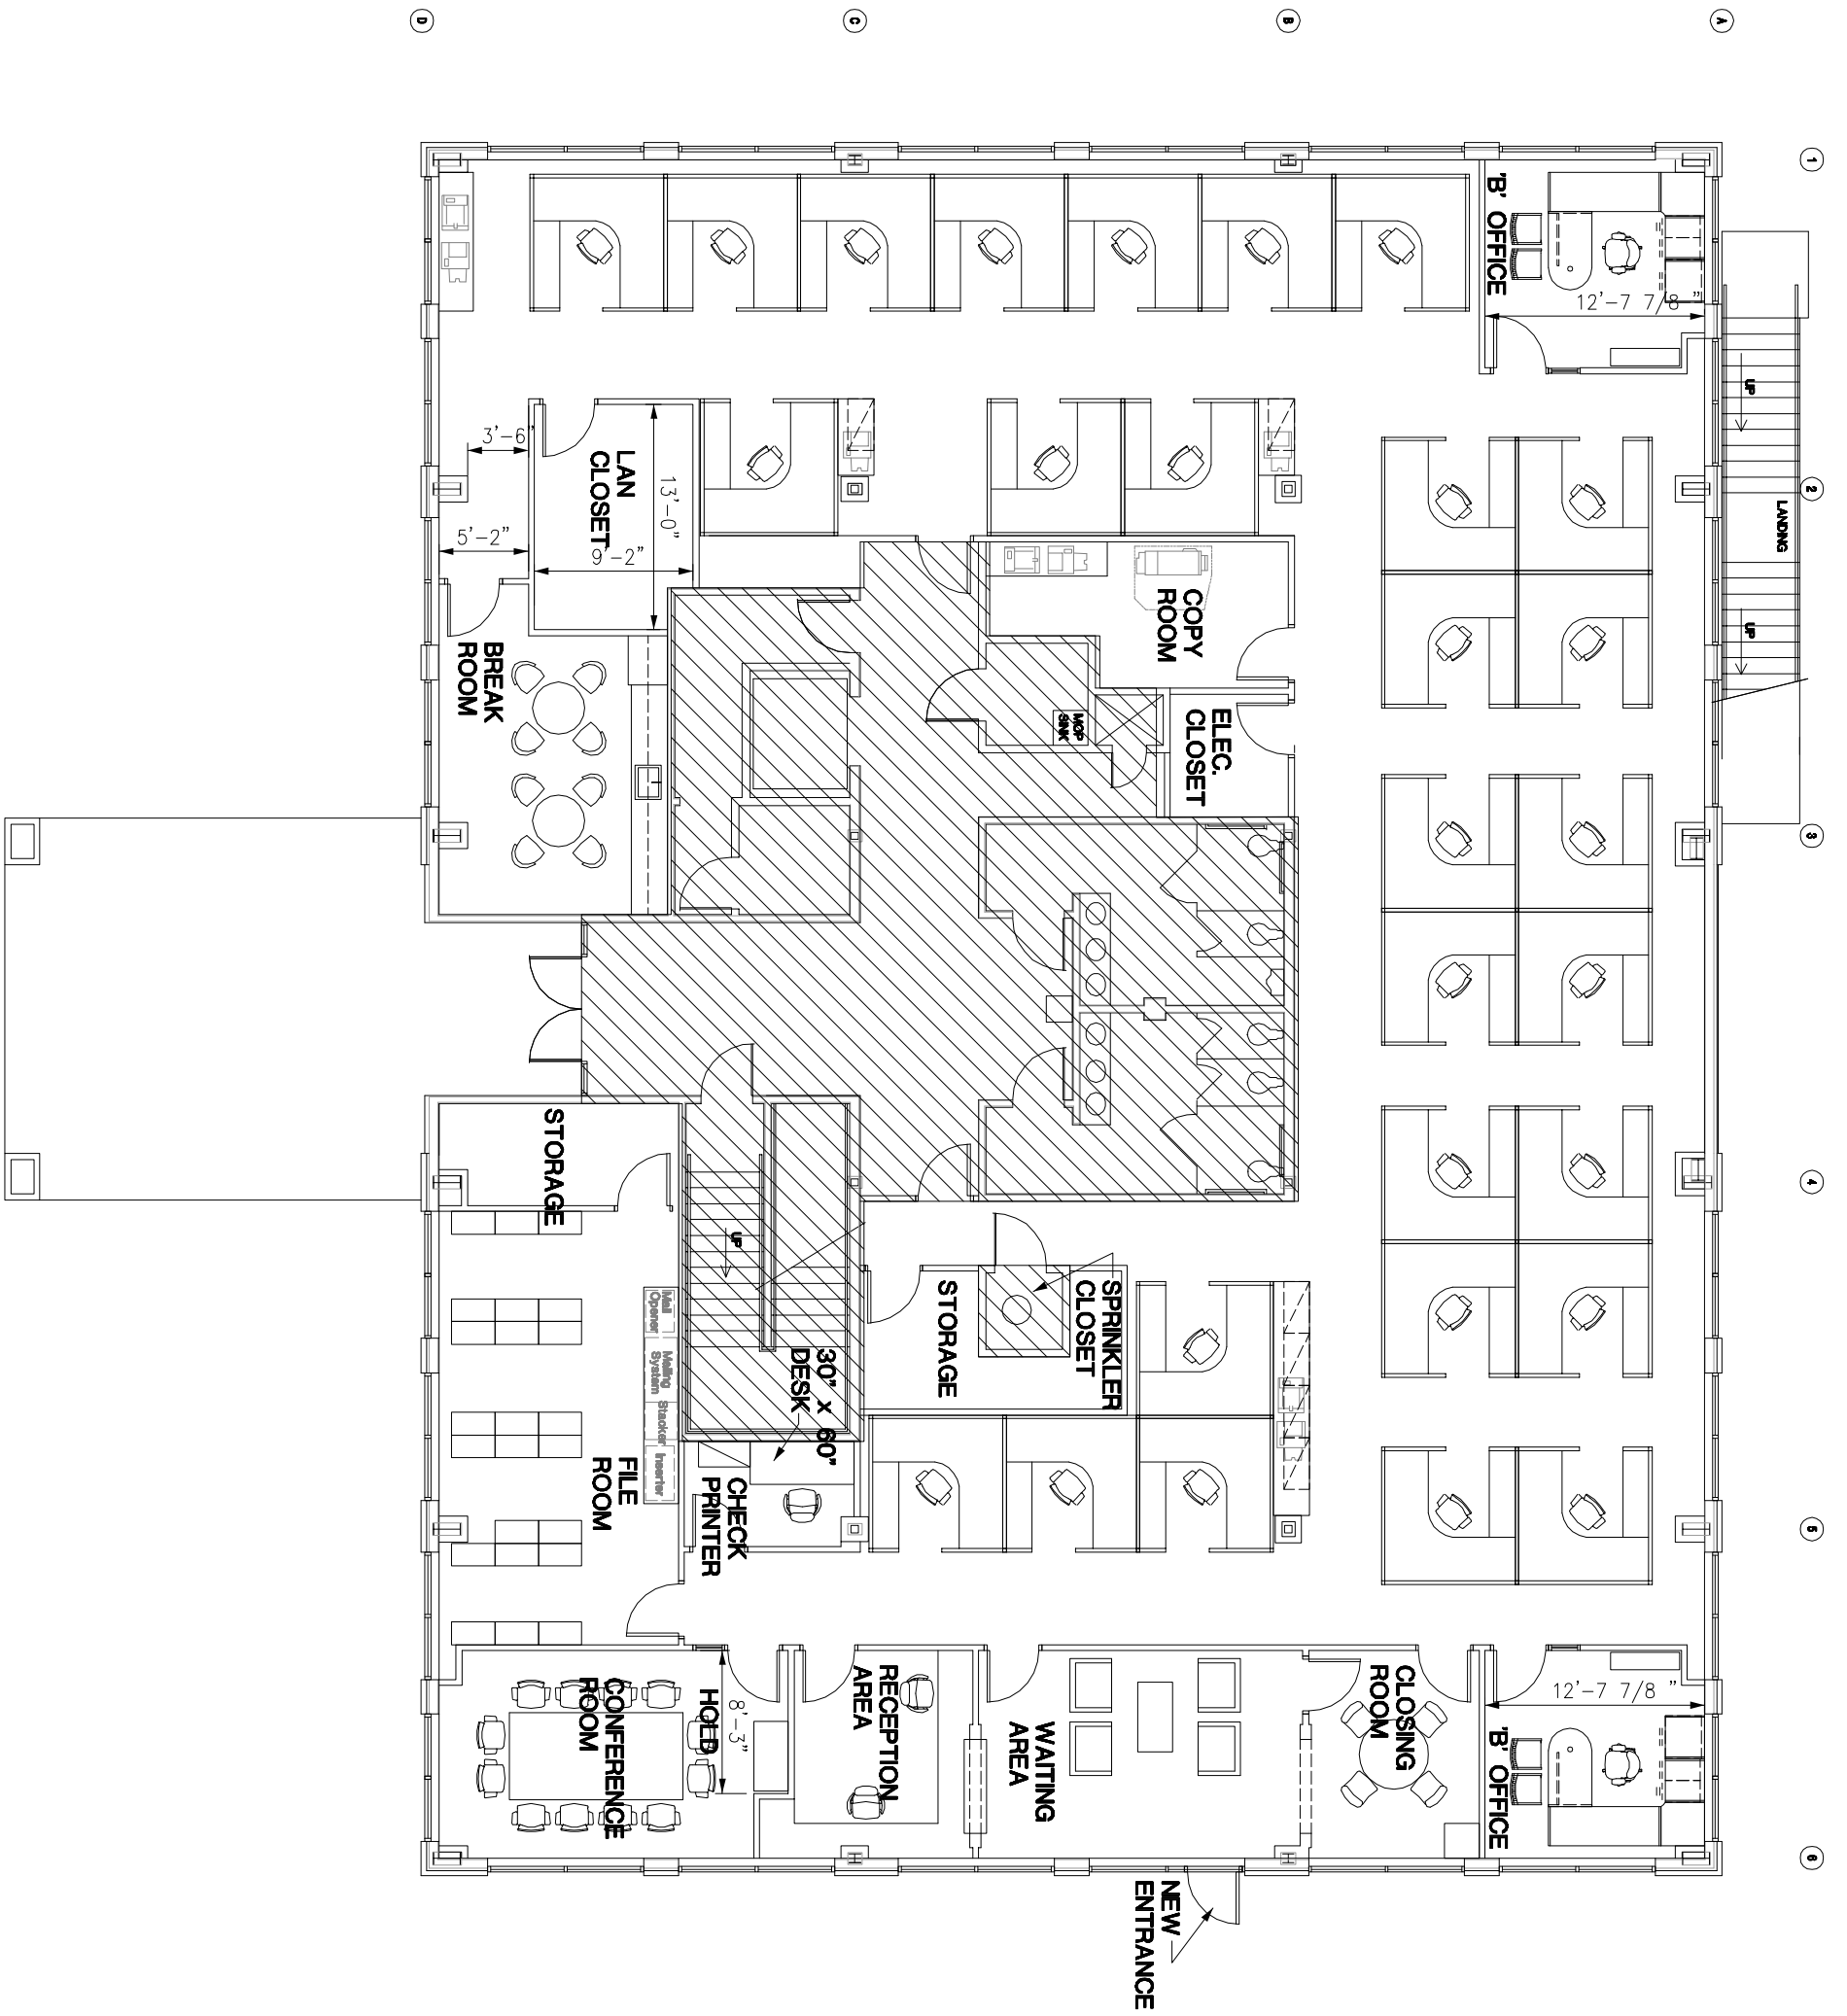 D
C
B
A
1
2
3
4
5
6
'B' OFFICE
12'-7 7/8 "
UP
LANDING
UP
3'-6"
5'-2"
LAN
CLOSET
13'-0"
9'-2"
COPY
ROOM
BREAK
ROOM
MOP
SINK
ELEC.
CLOSET
STORAGE
UP
STORAGE
SPRINKLER
CLOSET
Mail
Opener
Mailing
System
Stacker
Inserter
30" x 60"
DESK
FILE
ROOM
CHECK
PRINTER
CONFERENCE
ROOM
HOLD
8'-3"
RECEPTION
AREA
WAITING
AREA
CLOSING
ROOM
12'-7 7/8 "
'B' OFFICE
NEW
ENTRANCE